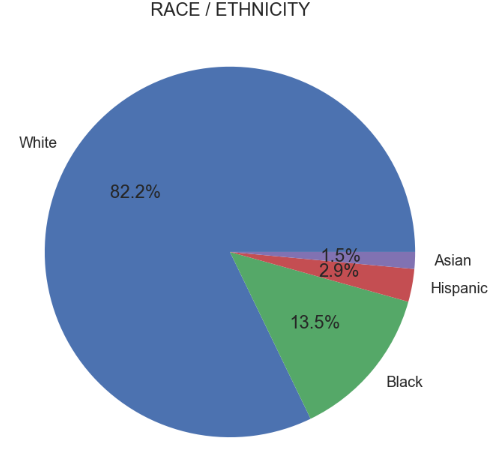 RACE / ETHNICITY
White
82.2%
1.5%
Asian
2.9%
Hispanic
13.5%
Black